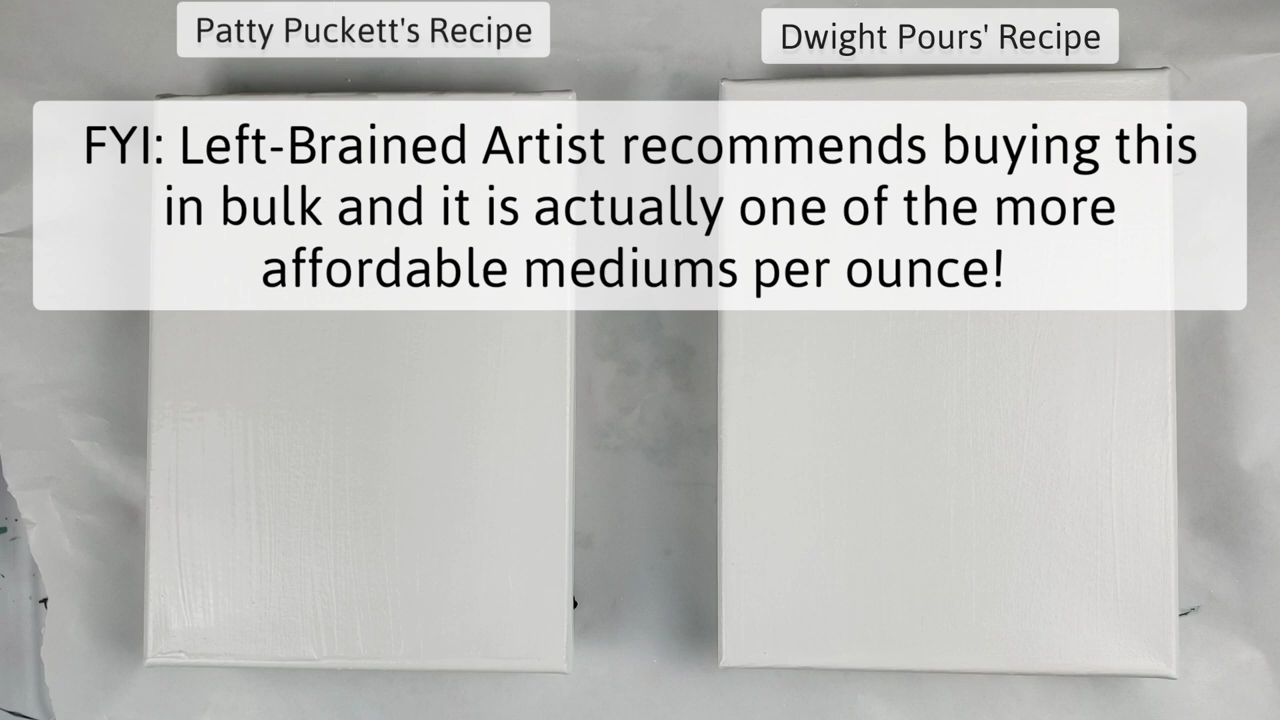 Patty Puckett's Recipe
Dwight Pours' Recipe
FYI: Left-Brained Artist recommends buying this
in bulk and it is actually one of the more
affordable mediums per ounce!